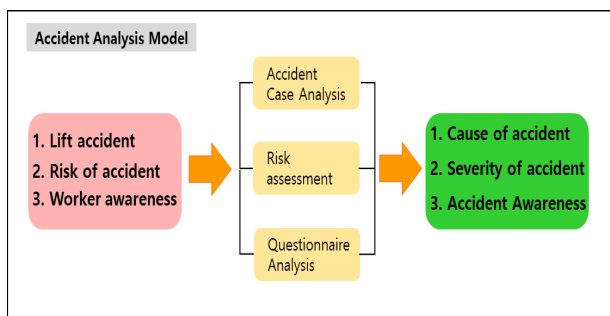 Accident Analysis Model
1. Lift accident
2. Risk of accident
3. Worker awareness
Accident
Case Analysis
Risk
assessment
Questionnaire
Analysis
1. Cause of accident
2. Severity of accident
3. Accident Awareness